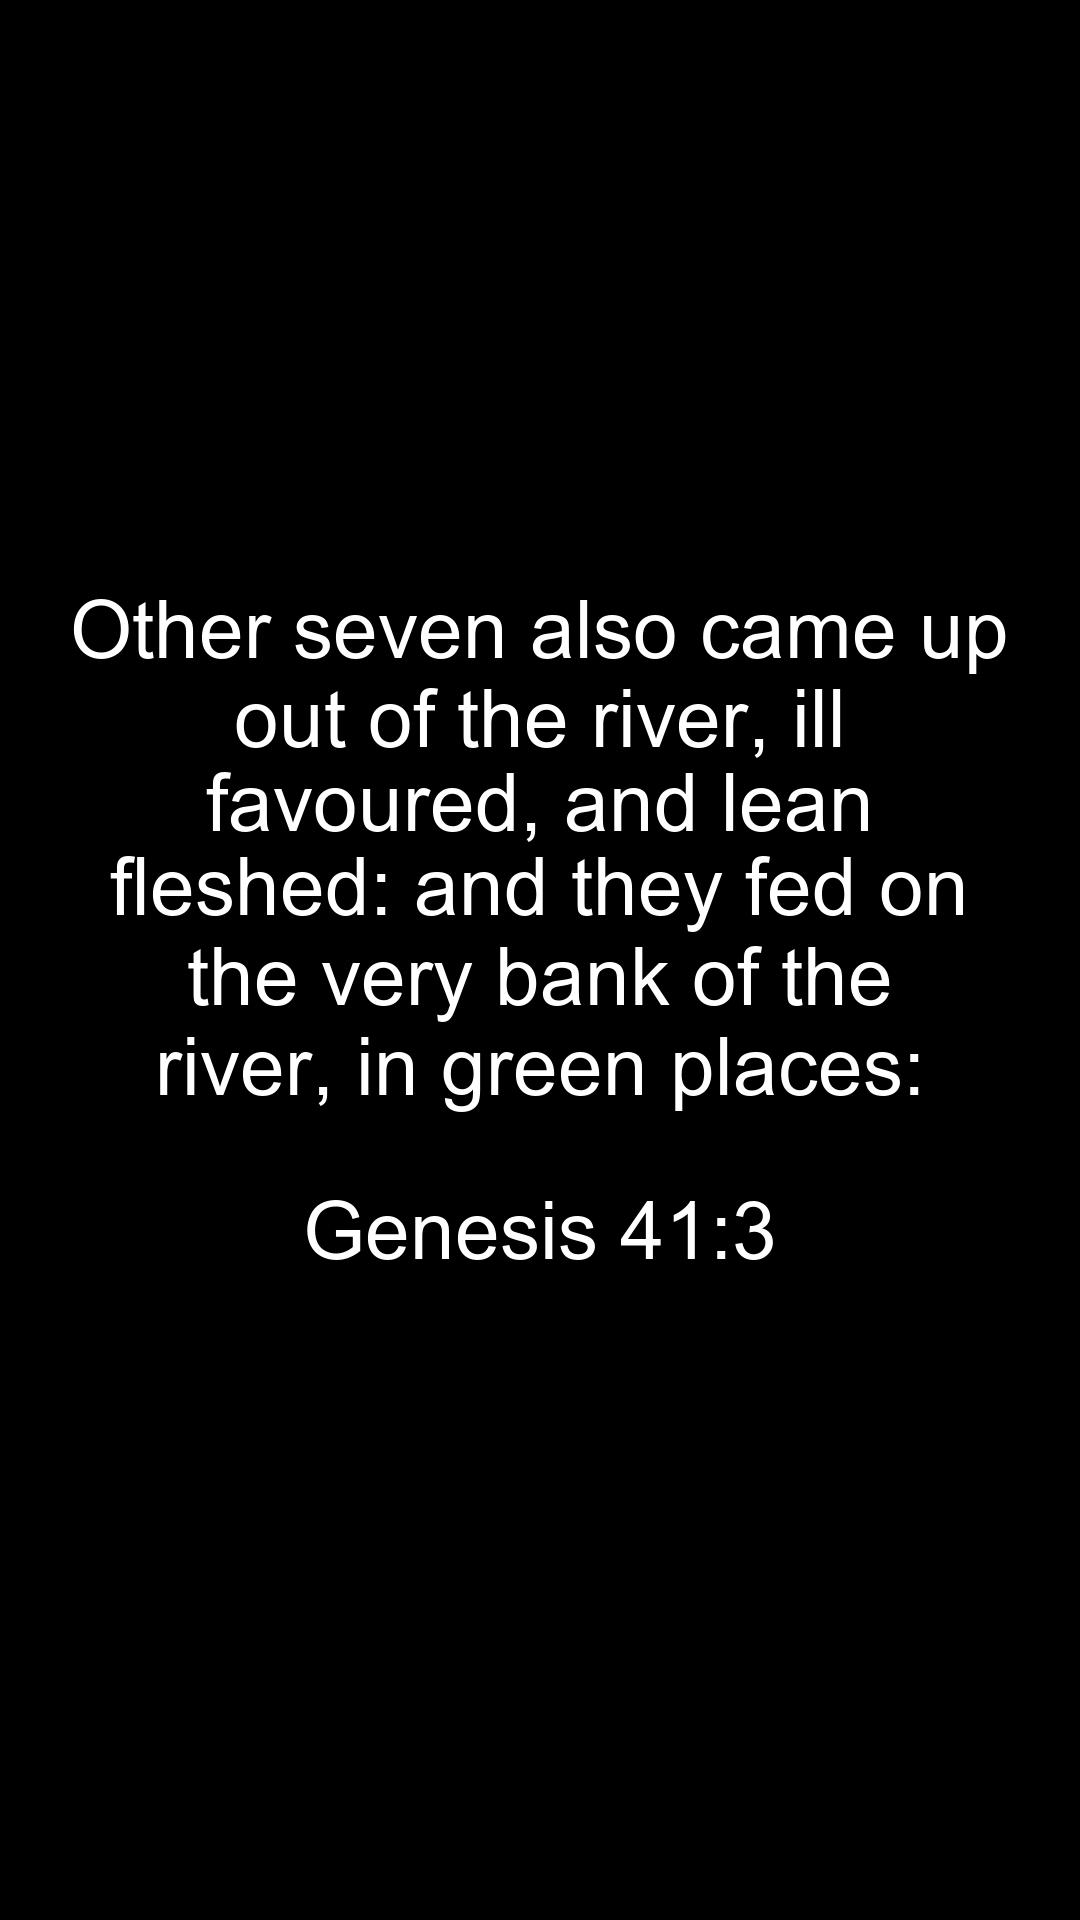 Other seven also came up
out of the river, ill
favoured, and lean
fleshed: and they fed on
the very bank of the
river, in green places:
Genesis 41:3